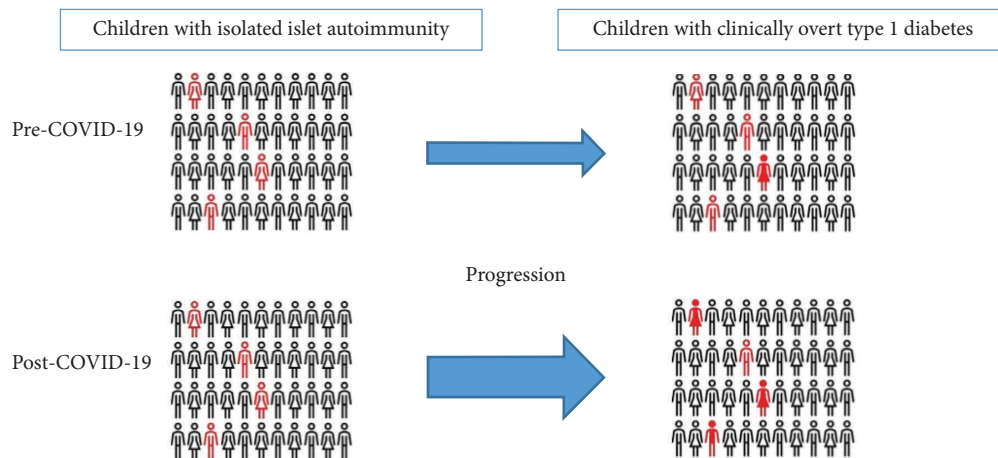 Children with isolated islet autoimmunity
Children with clinically overt type 1 diabetes
Pre-COVID-19
Progression
Post-COVID-19